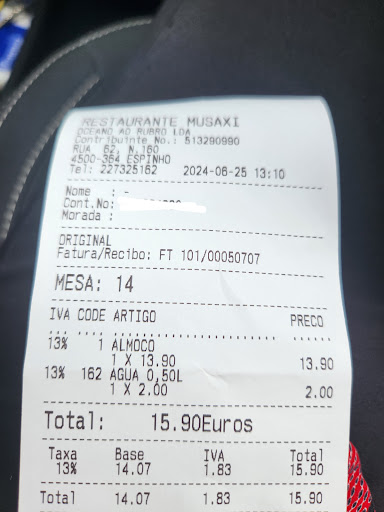 RESTAURANTE MUSAXI
OCEANO AO RUBRO LDA
Contribuinte No.: 513290990
RUA 62, N.160
4500-364 ESPINHO
Tel: 227325162 2024-06-25 13:10
Nome : -
Cont.No:
Morada :
ORIGINAL
Fatura/Recibo: FT 101/00050707
MESA: 14
IVA CODE ARTIGO PRECO
13% 1 ALMOCO
1 X 13.90 13.90
13% 162 AGUA 0,50L
1 X 2.00 2.00
Total: 15.90Euros
Taxa Base IVA Total
13% 14.07 1.83 15.90
Total 14.07 1.83 15.90